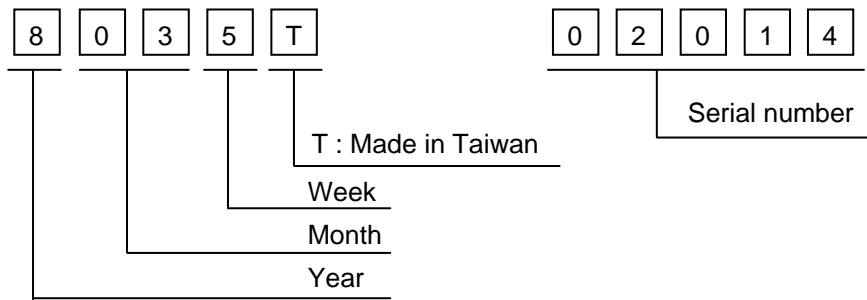 8 0 3 5 T 0 2 0 1 4
Serial number
T : Made in Taiwan
Week
Month
Year